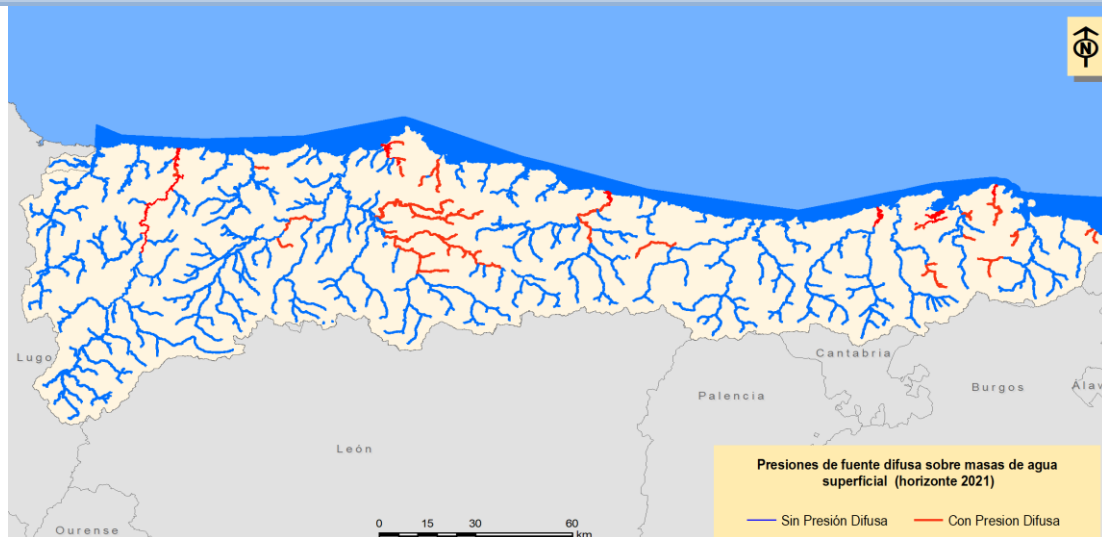 N
Lugo
Cantabria
Palencia
Burgos
Álav
León
Ourense
0 15 30 60
km
Presiones de fuente difusa sobre masas de agua
superficial (horizonte 2021)
Sin Presión Difusa Con Presion Difusa